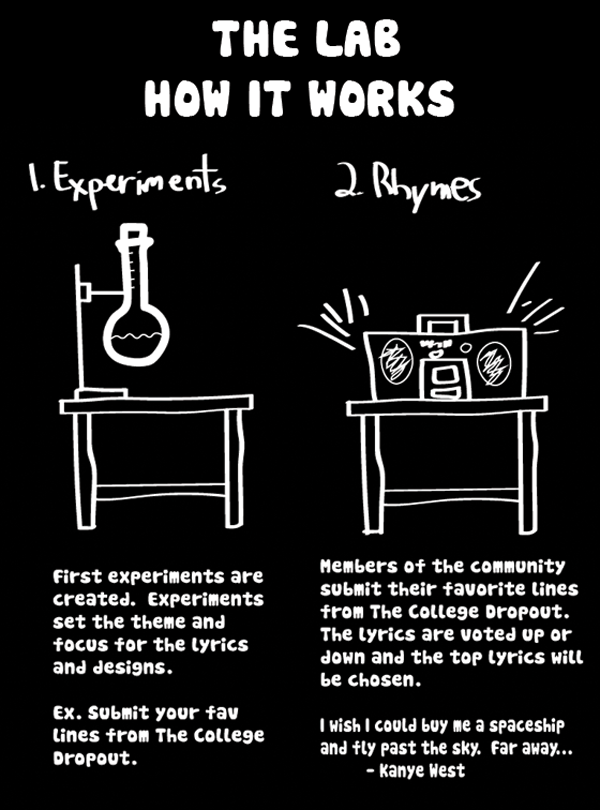 THE LAB
HOW IT WORKS
1. Experiments
First experiments are
created. Experiments
set the theme and
focus for the lyrics
and designs.
Ex. Submit your fav
lines from The College
Dropout.
2. Rhymes
Members of the community
submit their favorite lines
from The College Dropout.
The lyrics are voted up or
down and the top lyrics will
be chosen.
I wish I could buy me a spaceship
and fly past the sky. Far away...
- Kanye West